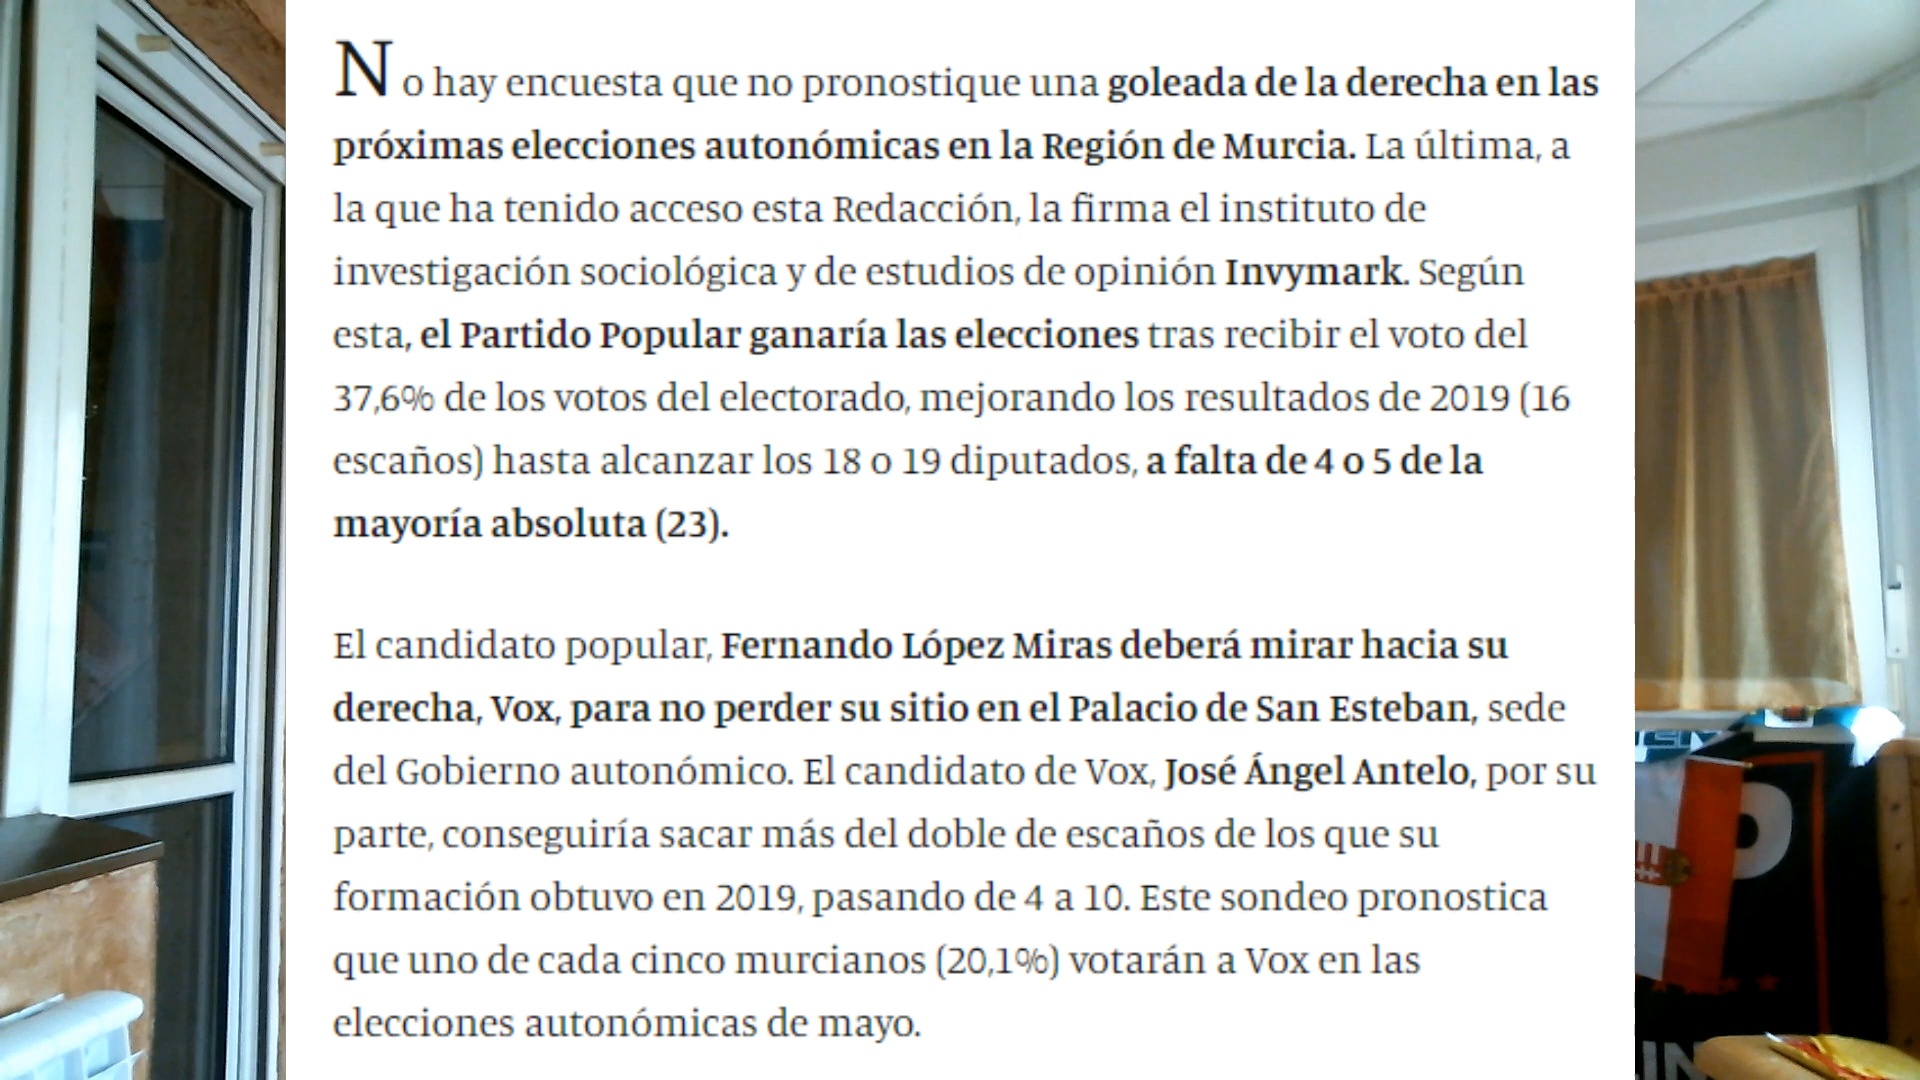 No hay encuesta que no pronostique una goleada de la derecha en las
próximas elecciones autonómicas en la Región de Murcia. La última, a
la que ha tenido acceso esta Redacción, la firma el instituto de
investigación sociológica y de estudios de opinión Invymark. Según
esta, el Partido Popular ganaría las elecciones tras recibir el voto del
37,6% de los votos del electorado, mejorando los resultados de 2019 (16
escaños) hasta alcanzar los 18 o 19 diputados, a falta de 4 o 5 de la
mayoría absoluta (23).
El candidato popular, Fernando López Miras deberá mirar hacia su
derecha, Vox, para no perder su sitio en el Palacio de San Esteban, sede
del Gobierno autonómico. El candidato de Vox, José Ángel Antelo, por su
parte, conseguiría sacar más del doble de escaños de los que su
formación obtuvo en 2019, pasando de 4 a 10. Este sondeo pronostica
que uno de cada cinco murcianos (20,1%) votarán a Vox en las
elecciones autonómicas de mayo.